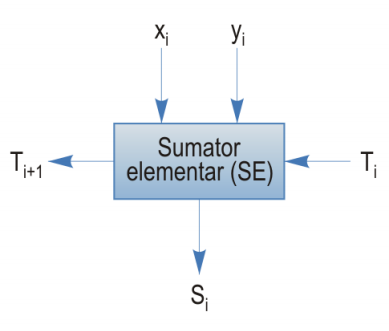 xi yi
Sumator
Ti+1 elementar (SE) Ti
Si